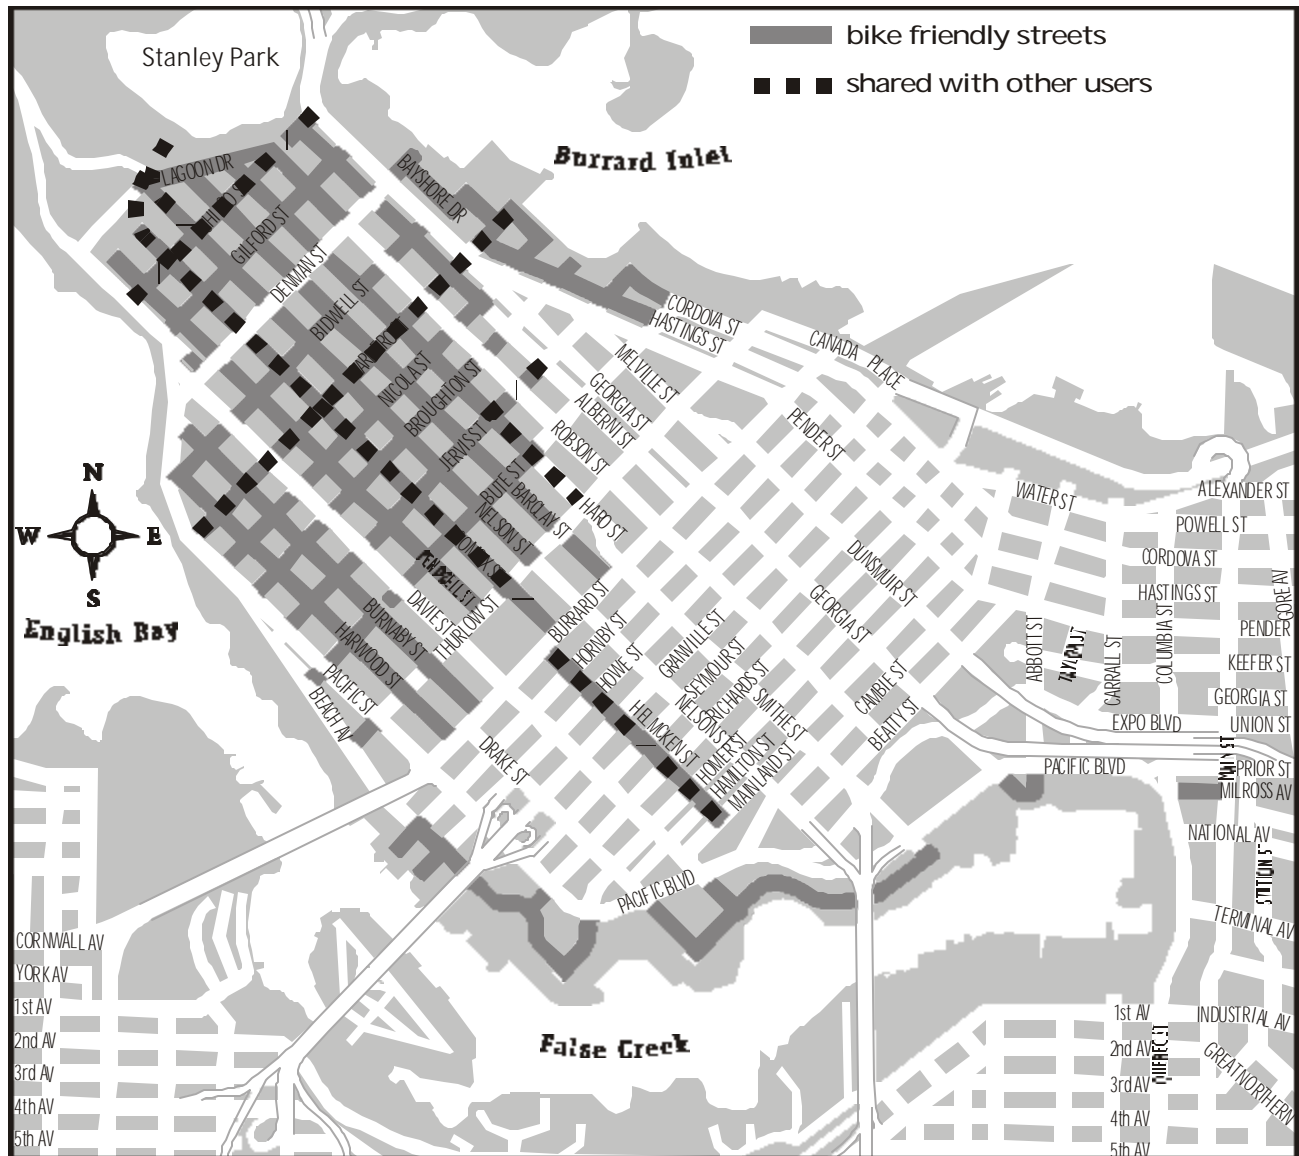 Stanley Park
bike friendly streets
shared with other users
Burrard Inlet
LAGOON DR
BAYSHORE DR
GILFORD ST
DENMAN ST
BIDWELL ST
NICOLA ST
BROUGHTON ST
JERVIS ST
BUTE ST
BARCLAY ST
NELSON ST
CORDOVA ST
HASTINGS ST
MELVILLE ST
GEORGIA ST
ALBERNI ST
ROBSON ST
HARO ST
CANADA PLACE
PENDER ST
WATER ST
ALEXANDER ST
POWELL ST
CORDOVA ST
HASTINGS ST
GORE AV
PENDER
KEEFER ST
GEORGIA ST
UNION ST
N
W
E
S
English Bay
PENDRELL ST
DAVIE ST
THURLOW ST
BURNABY ST
HARWOOD ST
PACIFIC ST
BEACH AV
BURRARD ST
HORNBY ST
HOWE ST
GRANVILLE ST
SEYMOUR ST
RICHARDS ST
NELSON ST
SMITHE ST
HELMCKEN ST
HOMER ST
HAMILTON ST
MAINLAND ST
DRAKE ST
DUNSMUIR ST
GEORGIA ST
CAMBIE ST
BEATTY ST
ABBOTT ST
TAYLOR ST
CARRALL ST
COLUMBIA ST
EXPO BLVD
MAIN ST
PACIFIC BLVD
PRIOR ST
MILROSS AV
NATIONAL AV
STATION ST
TERMINAL AV
PACIFIC BLVD
CORNWALL AV
YORK AV
1st AV
2nd AV
3rd AV
4th AV
5th AV
False Creek
1st AV
2nd AV
3rd AV
4th AV
5th AV
QUEBEC ST
INDUSTRIAL AV
GREAT NORTHERN